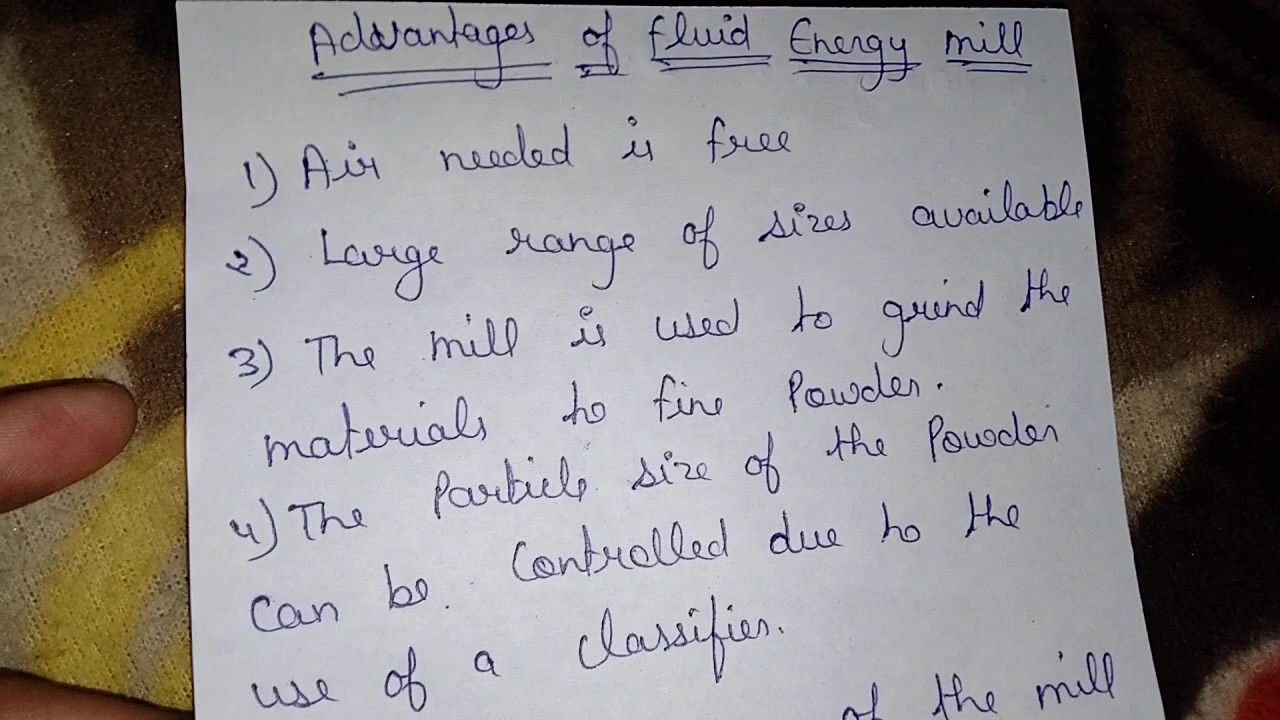 Advantages of fluid Energy mill
1) Air needed is free
2) Large range of sizes available
3) The mill is used to grind the
materials to fine Powder.
4) The Particle size of the Powder
can be controlled due to the
use of a classifier.
of the mill